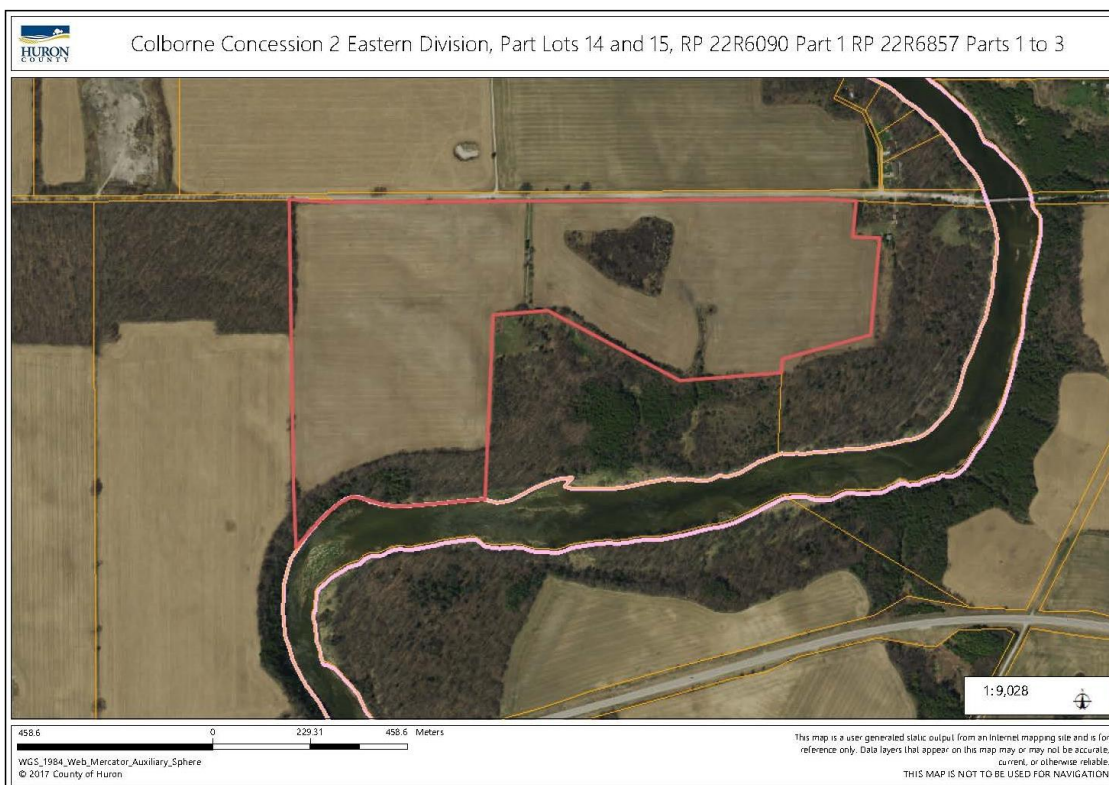 HURON
COUNTY
Colborne Concession 2 Eastern Division, Part Lots 14 and 15, RP 22R6090 Part 1 RP 22R6857 Parts 1 to 3
1: 9,028
458.6 0 229.31 458.6 Meters
WGS_1984_Web_Mercator_Auxiliary_Sphere
© 2017 County of Huron
This map is a user generated static output from an Internet mapping site and is for
reference only. Data layers that appear on this map may or may not be accurate,
current, or otherwise reliable.
THIS MAP IS NOT TO BE USED FOR NAVIGATION